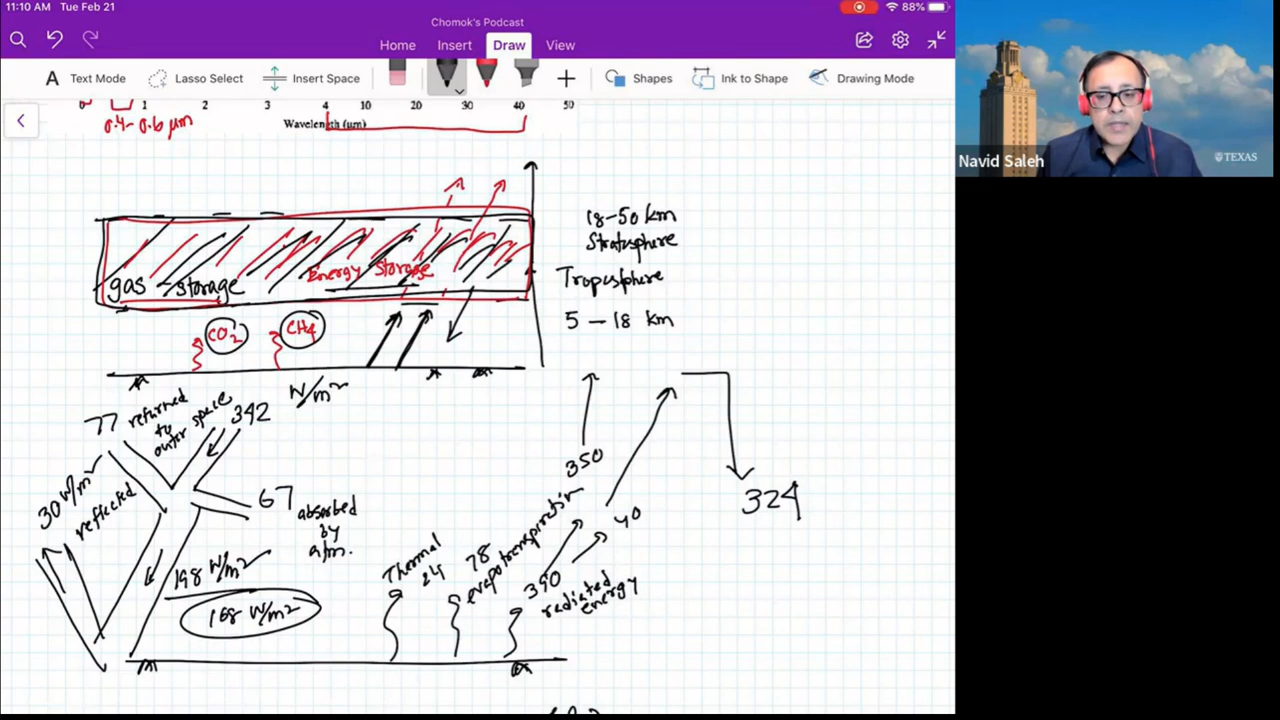 11:10 AM Tue Feb 21
88%
Chomok's Podcast
Home Insert Draw View
Text Mode Lasso Select Insert Space Shapes Ink to Shape Drawing Mode
0 1 2 3 4 10 20 30 40 50
0.4-0.6 μm
Wavelength (μm)
Navid Saleh
TEXAS
18-50 km
Stratosphere
Troposphere
5 - 18 km
gas storage
Energy Storage
CO2
CH4
W/m²
77 returned to outer space
342
30 W/m² reflected
67 absorbed by atm.
198 W/m²
168 W/m²
Thermal 24
78 evapotranspiration
390 radiated energy
350
40
324